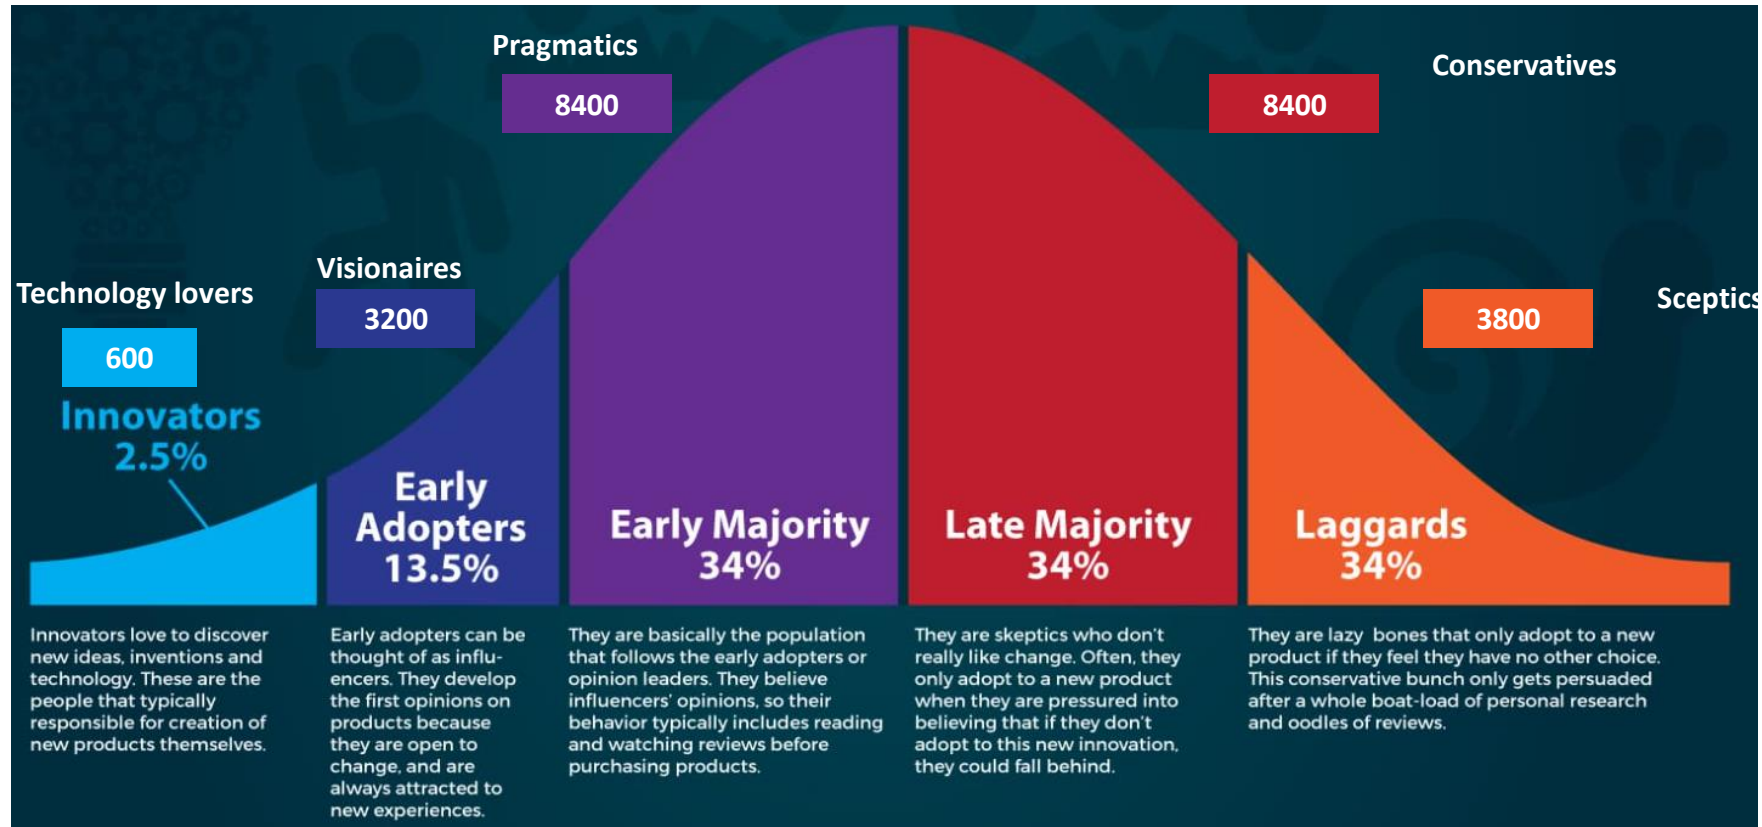 Technology lovers
600
Innovators
2.5%
Visionaires
3200
Early
Adopters
13.5%
Pragmatics
8400
Early Majority
34%
8400
Conservatives
Late Majority
34%
3800
Sceptics
Laggards
34%
Innovators love to discover
new ideas, inventions and
technology. These are the
people that typically
responsible for creation of
new products themselves.
Early adopters can be
thought of as influ-
encers. They develop
the first opinions on
products because
they are open to
change, and are
always attracted to
new experiences.
They are basically the population
that follows the early adopters or
opinion leaders. They believe
influencers' opinions, so their
behavior typically includes reading
and watching reviews before
purchasing products.
They are skeptics who don't
really like change. Often, they
only adopt to a new product
when they are pressured into
believing that if they don't
adopt to this new innovation,
they could fall behind.
They are lazy bones that only adopt to a new
product if they feel they have no other choice.
This conservative bunch only gets persuaded
after a whole boat-load of personal research
and oodles of reviews.